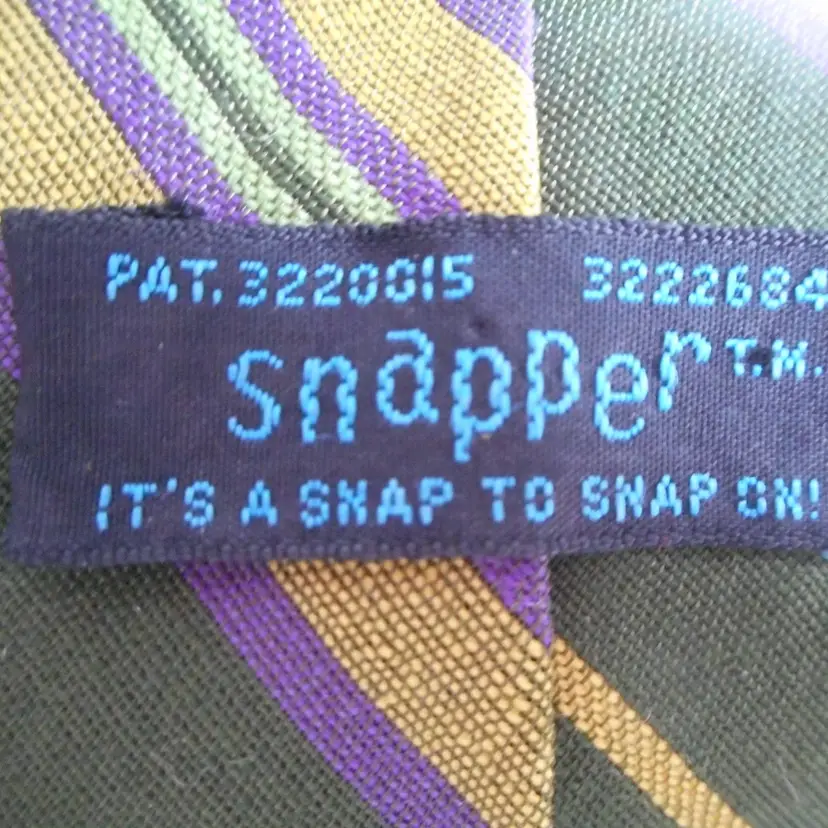 PAT. 3220015 3222684
snapper T.M.
IT'S A SNAP TO SNAP ON!